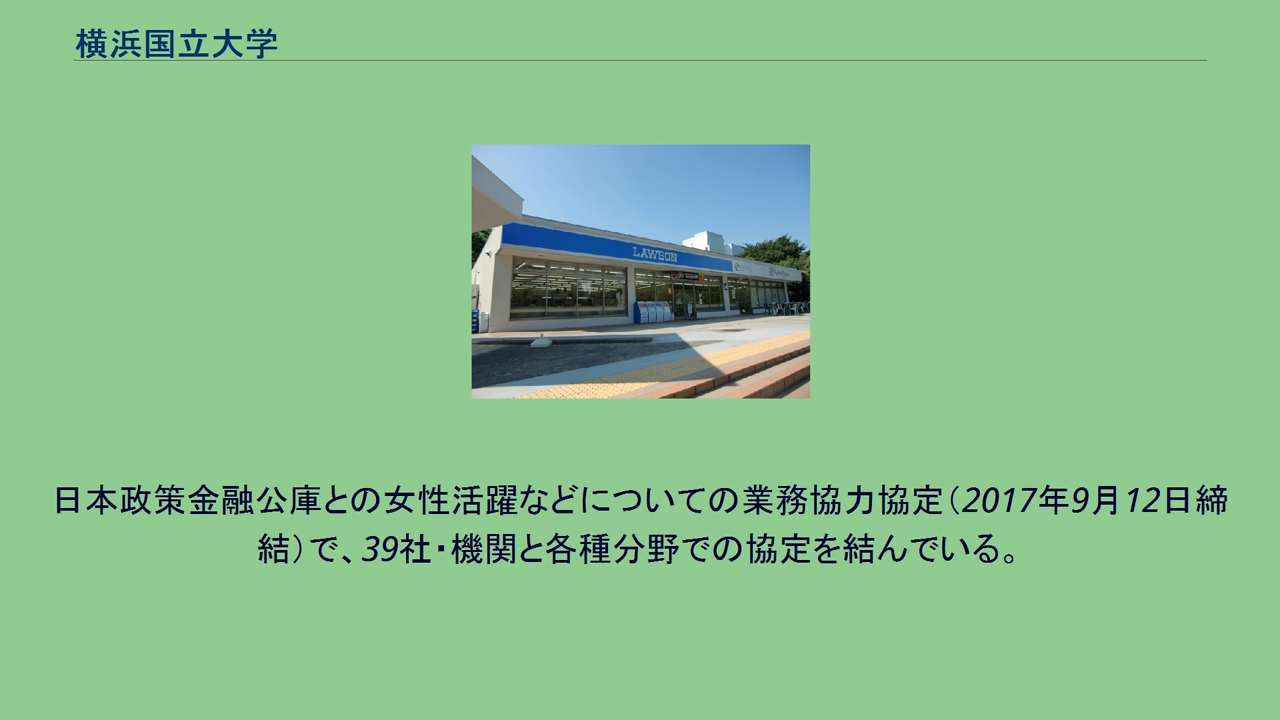 横浜国立大学
LAWSON
日本政策金融公庫との女性活躍などについての業務協力協定（2017年9月12日締
結）で、39社・機関と各種分野での協定を結んでいる。